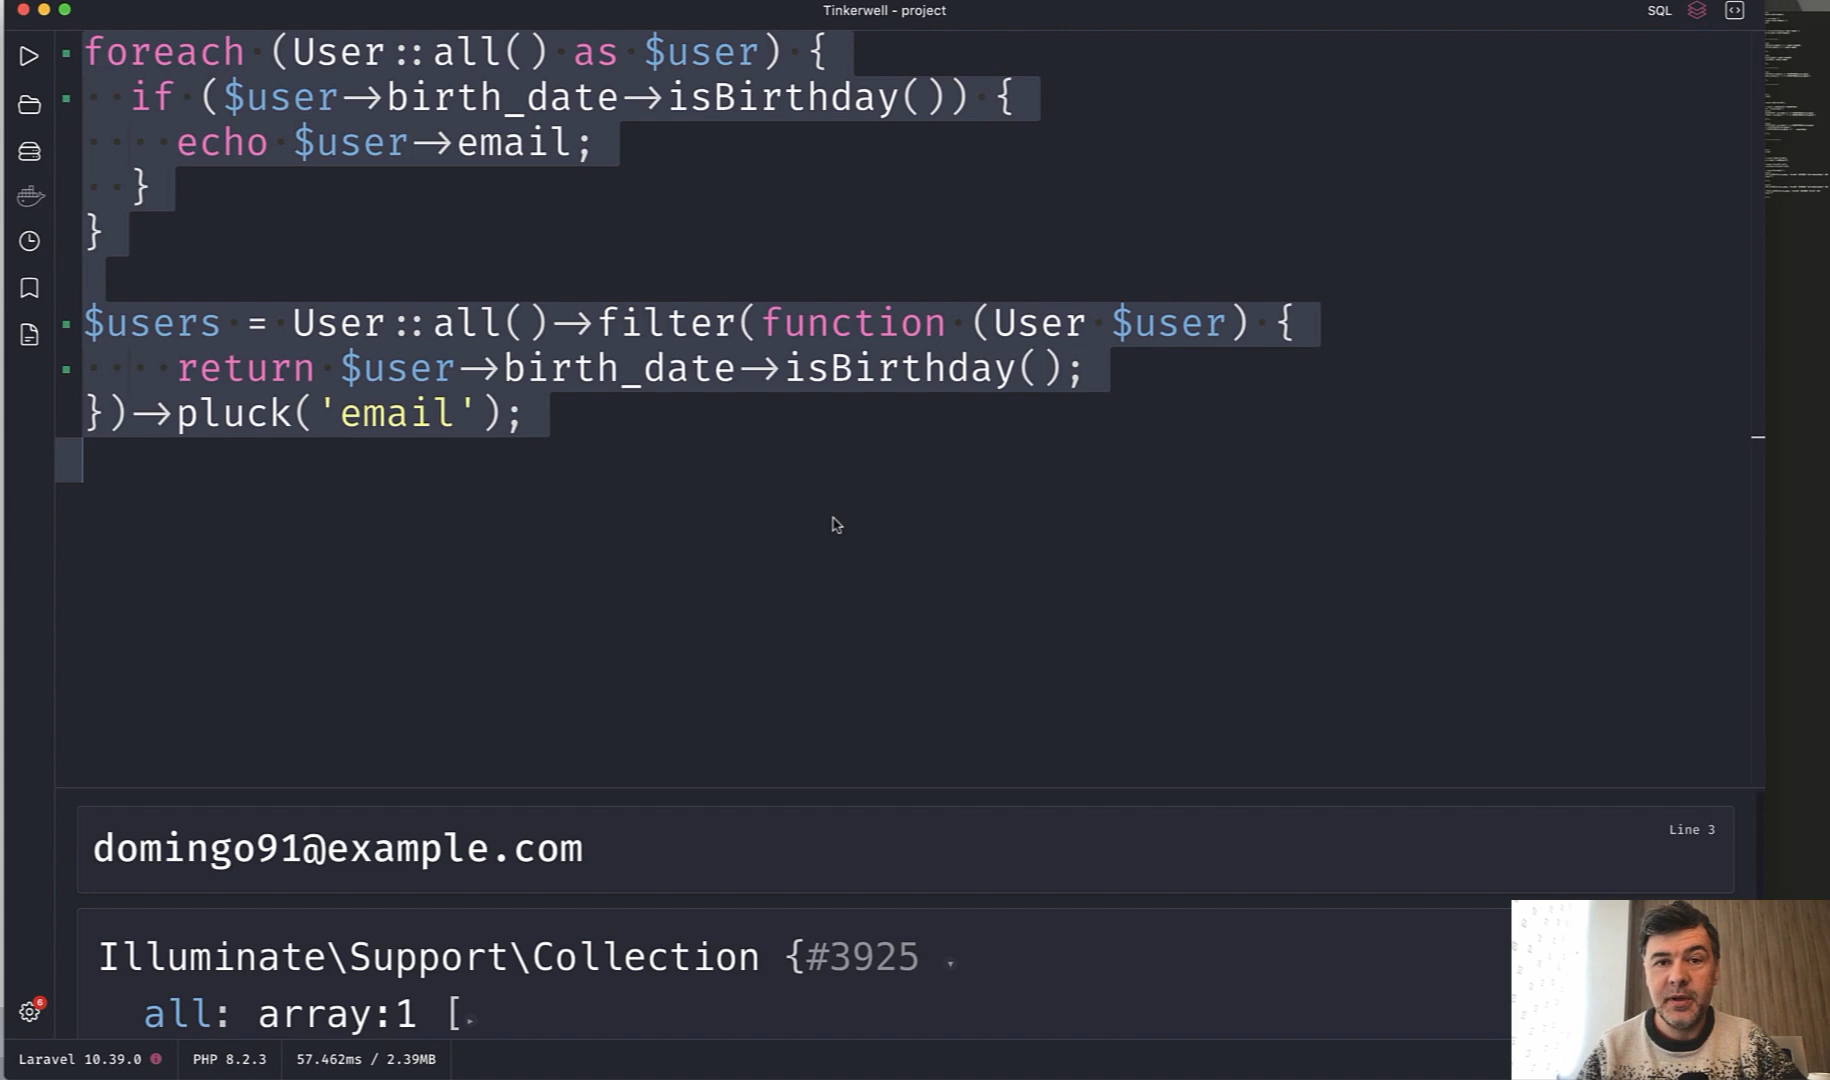 Tinkerwell - project
SQL
foreach (User::all() as $user) {
if ($user->birth_date->isBirthday()) {
echo $user->email;
}
}
$users = User::all()->filter(function (User $user) {
return $user->birth_date->isBirthday();
})->pluck('email');
domingo91@example.com
Line 3
Illuminate\Support\Collection {#3925
all: array:1 [
6
Laravel 10.39.0
PHP 8.2.3
57.462ms / 2.39MB